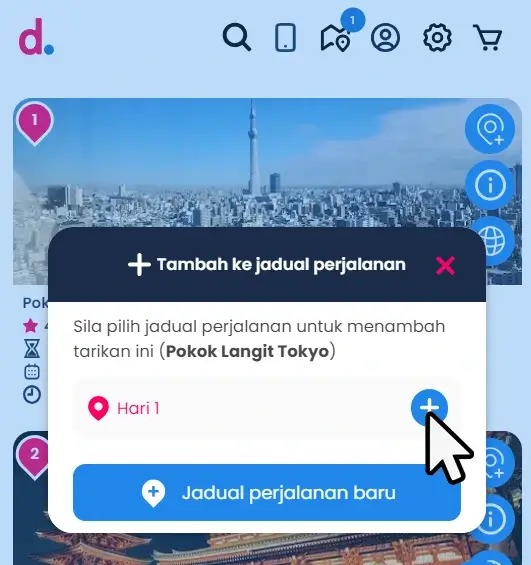 d.
1
1
Tambah ke jadual perjalanan
Pok
Sila pilih jadual perjalanan untuk menambah
tarikan ini (Pokok Langit Tokyo)
Hari 1
Jadual perjalanan baru
2